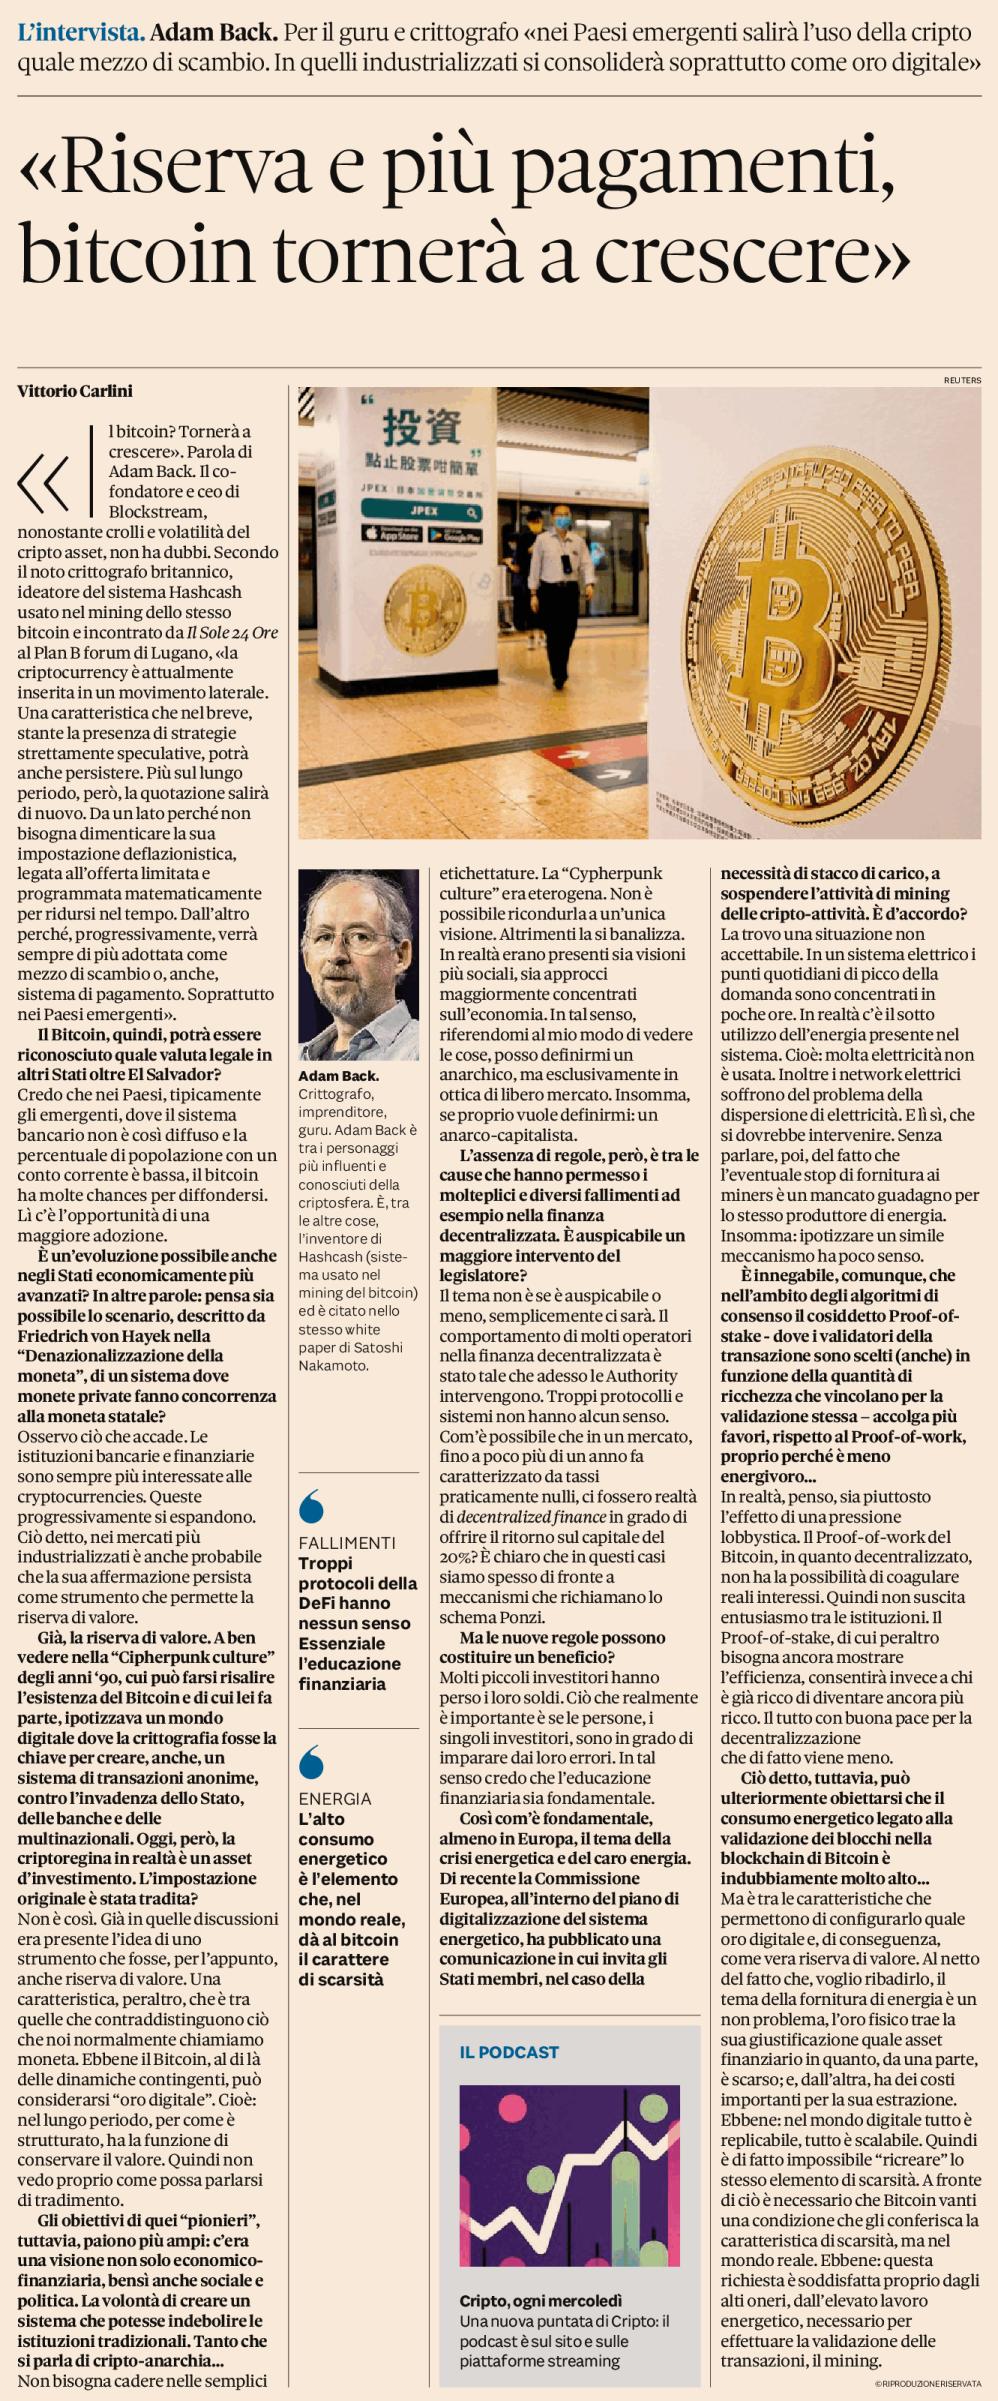 L'intervista. Adam Back. Per il guru e crittografo «nei Paesi emergenti salirà l'uso della cripto
quale mezzo di scambio. In quelli industrializzati si consoliderà soprattutto come oro digitale»
«Riserva e più pagamenti,
bitcoin tornerà a crescere»
REUTERS
Vittorio Carlini
«I
l bitcoin? Tornerà a
crescere». Parola di
Adam Back. Il co-
fondatore e ceo di
Blockstream,
nonostante crolli e volatilità del
cripto asset, non ha dubbi. Secondo
il noto crittografo britannico,
ideatore del sistema Hashcash
usato nel mining dello stesso
bitcoin e incontrato da Il Sole 24 Ore
al Plan B forum di Lugano, «la
criptocurrency è attualmente
inserita in un movimento laterale.
Una caratteristica che nel breve,
stante la presenza di strategie
strettamente speculative, potrà
anche persistere. Più sul lungo
periodo, però, la quotazione salirà
di nuovo. Da un lato perché non
bisogna dimenticare la sua
impostazione deflazionistica,
legata all'offerta limitata e
programmata matematicamente
per ridursi nel tempo. Dall'altro
perché, progressivamente, verrà
sempre di più adottata come
mezzo di scambio o, anche,
sistema di pagamento. Soprattutto
nei Paesi emergenti».
Il Bitcoin, quindi, potrà essere
riconosciuto quale valuta legale in
altri Stati oltre El Salvador?
Credo che nei Paesi, tipicamente
gli emergenti, dove il sistema
bancario non è così diffuso e la
percentuale di popolazione con un
conto corrente è bassa, il bitcoin
ha molte chances per diffondersi.
Lì c'è l'opportunità di una
maggiore adozione.
È un'evoluzione possibile anche
negli Stati economicamente più
avanzati? In altre parole: pensa sia
possibile lo scenario, descritto da
Friedrich von Hayek nella
“Denazionalizzazione della
moneta”, di un sistema dove
monete private fanno concorrenza
alla moneta statale?
Osservo ciò che accade. Le
istituzioni bancarie e finanziarie
sono sempre più interessate alle
cryptocurrencies. Queste
progressivamente si espandono.
Ciò detto, nei mercati più
industrializzati è anche probabile
che la sua affermazione persista
come strumento che permette la
riserva di valore.
Già, la riserva di valore. A ben
vedere nella “Cipherpunk culture”
degli anni ‘90, cui può farsi risalire
l'esistenza del Bitcoin e di cui lei fa
parte, ipotizzava un mondo
digitale dove la crittografia fosse la
chiave per creare, anche, un
sistema di transazioni anonime,
contro l'invadenza dello Stato,
delle banche e delle
multinazionali. Oggi, però, la
criptoregina in realtà è un asset
d'investimento. L'impostazione
originale è stata tradita?
Non è così. Già in quelle discussioni
era presente l'idea di uno
strumento che fosse, per l'appunto,
anche riserva di valore. Una
caratteristica, peraltro, che è tra
quelle che contraddistinguono ciò
che noi normalmente chiamiamo
moneta. Ebbene il Bitcoin, al di là
delle dinamiche contingenti, può
considerarsi “oro digitale”. Cioè:
nel lungo periodo, per come è
strutturato, ha la funzione di
conservare il valore. Quindi non
vedo proprio come possa parlarsi
di tradimento.
Gli obiettivi di quei “pionieri”,
tuttavia, paiono più ampi: c'era
una visione non solo economico-
finanziaria, bensì anche sociale e
politica. La volontà di creare un
sistema che potesse indebolire le
istituzioni tradizionali. Tanto che
si parla di cripto-anarchia...
Non bisogna cadere nelle semplici
“
投資
點止股票咁簡單
”
JPEX
App Store
Google Play
Adam Back.
Crittografo,
imprenditore,
guru. Adam Back è
tra i personaggi
più influenti e
conosciuti della
criptosfera. È, tra
le altre cose,
l'inventore di
Hashcash (siste-
ma usato nel
mining del bitcoin)
ed è citato nello
stesso white
paper di Satoshi
Nakamoto.
FALLIMENTI
Troppi
protocoli della
DeFi hanno
nessun senso
Essenziale
l'educazione
finanziaria
ENERGIA
L'alto
consumo
energetico
è l'elemento
che, nel
mondo reale,
dà al bitcoin
il carattere
di scarsità
etichettature. La “Cypherpunk
culture” era eterogena. Non è
possibile ricondurla a un'unica
visione. Altrimenti la si banalizza.
In realtà erano presenti sia visioni
più sociali, sia approcci
maggiormente concentrati
sull'economia. In tal senso,
riferendomi al mio modo di vedere
le cose, posso definirmi un
anarchico, ma esclusivamente in
ottica di libero mercato. Insomma,
se proprio vuole definirmi: un
anarco-capitalista.
L'assenza di regole, però, è tra le
cause che hanno permesso i
molteplici e diversi fallimenti ad
esempio nella finanza
decentralizzata. È auspicabile un
maggiore intervento del
legislatore?
Il tema non è se è auspicabile o
meno, semplicemente ci sarà. Il
comportamento di molti operatori
nella finanza decentralizzata è
stato tale che adesso le Authority
intervengono. Troppi protocolli e
sistemi non hanno alcun senso.
Com'è possibile che in un mercato,
fino a poco più di un anno fa
caratterizzato da tassi
praticamente nulli, ci fossero realtà
di decentralized finance in grado di
offrire il ritorno sul capitale del
20%? È chiaro che in questi casi
siamo spesso di fronte a
meccanismi che richiamano lo
schema Ponzi.
Ma le nuove regole possono
costituire un beneficio?
Molti piccoli investitori hanno
perso i loro soldi. Ciò che realmente
è importante è se le persone, i
singoli investitori, sono in grado di
imparare dai loro errori. In tal
senso credo che l'educazione
finanziaria sia fondamentale.
Così com'è fondamentale,
almeno in Europa, il tema della
crisi energetica e del caro energia.
Di recente la Commissione
Europea, all'interno del piano di
digitalizzazione del sistema
energetico, ha pubblicato una
comunicazione in cui invita gli
Stati membri, nel caso della
IL PODCAST
Cripto, ogni mercoledì
Una nuova puntata di Cripto: il
podcast è sul sito e sulle
piattaforme streaming
necessità di stacco di carico, a
sospendere l'attività di mining
delle cripto-attività. È d'accordo?
La trovo una situazione non
accettabile. In un sistema elettrico i
punti quotidiani di picco della
domanda sono concentrati in
poche ore. In realtà c'è il sotto
utilizzo dell'energia presente nel
sistema. Cioè: molta elettricità non
è usata. Inoltre i network elettrici
soffrono del problema della
dispersione di elettricità. E lì sì, che
si dovrebbe intervenire. Senza
parlare, poi, del fatto che
l'eventuale stop di fornitura ai
miners è un mancato guadagno per
lo stesso produttore di energia.
Insomma: ipotizzare un simile
meccanismo ha poco senso.
È innegabile, comunque, che
nell'ambito degli algoritmi di
consenso il cosiddetto Proof-of-
stake - dove i validatori della
transazione sono scelti (anche) in
funzione della quantità di
ricchezza che vincolano per la
validazione stessa – accolga più
favori, rispetto al Proof-of-work,
proprio perché è meno
energivoro...
In realtà, penso, sia piuttosto
l'effetto di una pressione
lobbystica. Il Proof-of-work del
Bitcoin, in quanto decentralizzato,
non ha la possibilità di coagulare
reali interessi. Quindi non suscita
entusiasmo tra le istituzioni. Il
Proof-of-stake, di cui peraltro
bisogna ancora mostrare
l'efficienza, consentirà invece a chi
è già ricco di diventare ancora più
ricco. Il tutto con buona pace per la
decentralizzazione
che di fatto viene meno.
Ciò detto, tuttavia, può
ulteriormente obiettarsi che il
consumo energetico legato alla
validazione dei blocchi nella
blockchain di Bitcoin è
indubbiamente molto alto...
Ma è tra le caratteristiche che
permettono di configurarlo quale
oro digitale e, di conseguenza,
come vera riserva di valore. Al netto
del fatto che, voglio ribadirlo, il
tema della fornitura di energia è un
non problema, l'oro fisico trae la
sua giustificazione quale asset
finanziario in quanto, da una parte,
è scarso; e, dall'altra, ha dei costi
importanti per la sua estrazione.
Ebbene: nel mondo digitale tutto è
replicabile, tutto è scalabile. Quindi
è di fatto impossibile “ricreare” lo
stesso elemento di scarsità. A fronte
di ciò è necessario che Bitcoin vanti
una condizione che gli conferisca la
caratteristica di scarsità, ma nel
mondo reale. Ebbene: questa
richiesta è soddisfatta proprio dagli
alti oneri, dall'elevato lavoro
energetico, necessario per
effettuare la validazione delle
transazioni, il mining.
©RIPRODUZIONE RISERVATA